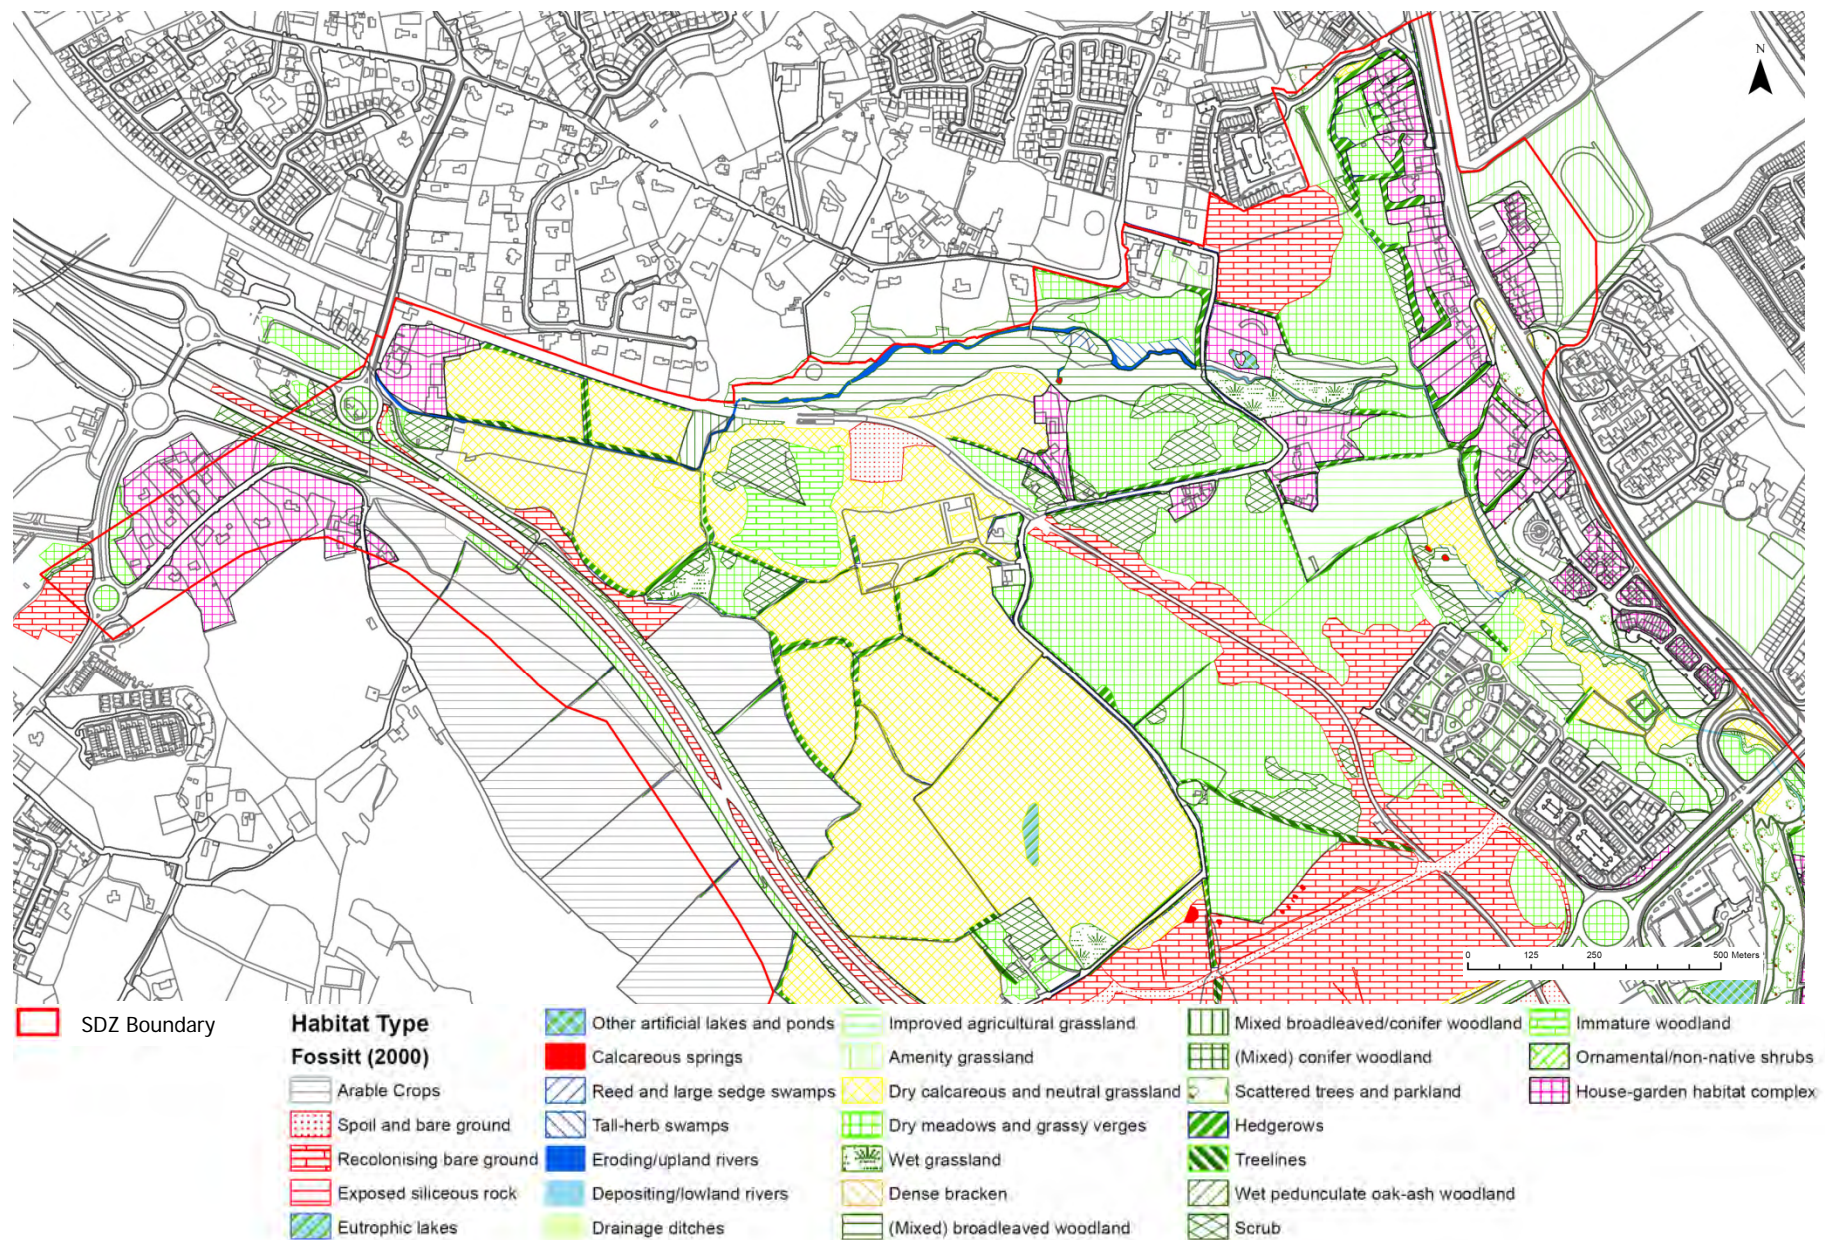 N
0 125 250 500 Meters
SDZ Boundary
Habitat Type
Fossitt (2000)
Arable Crops
Spoil and bare ground
Recolonising bare ground
Exposed siliceous rock
Eutrophic lakes
Other artificial lakes and ponds
Calcareous springs
Reed and large sedge swamps
Tall-herb swamps
Eroding/upland rivers
Depositing/lowland rivers
Drainage ditches
Improved agricultural grassland
Amenity grassland
Dry calcareous and neutral grassland
Dry meadows and grassy verges
Wet grassland
Dense bracken
(Mixed) broadleaved woodland
Mixed broadleaved/conifer woodland
(Mixed) conifer woodland
Scattered trees and parkland
Hedgerows
Treelines
Wet pedunculate oak-ash woodland
Scrub
Immature woodland
Ornamental/non-native shrubs
House-garden habitat complex